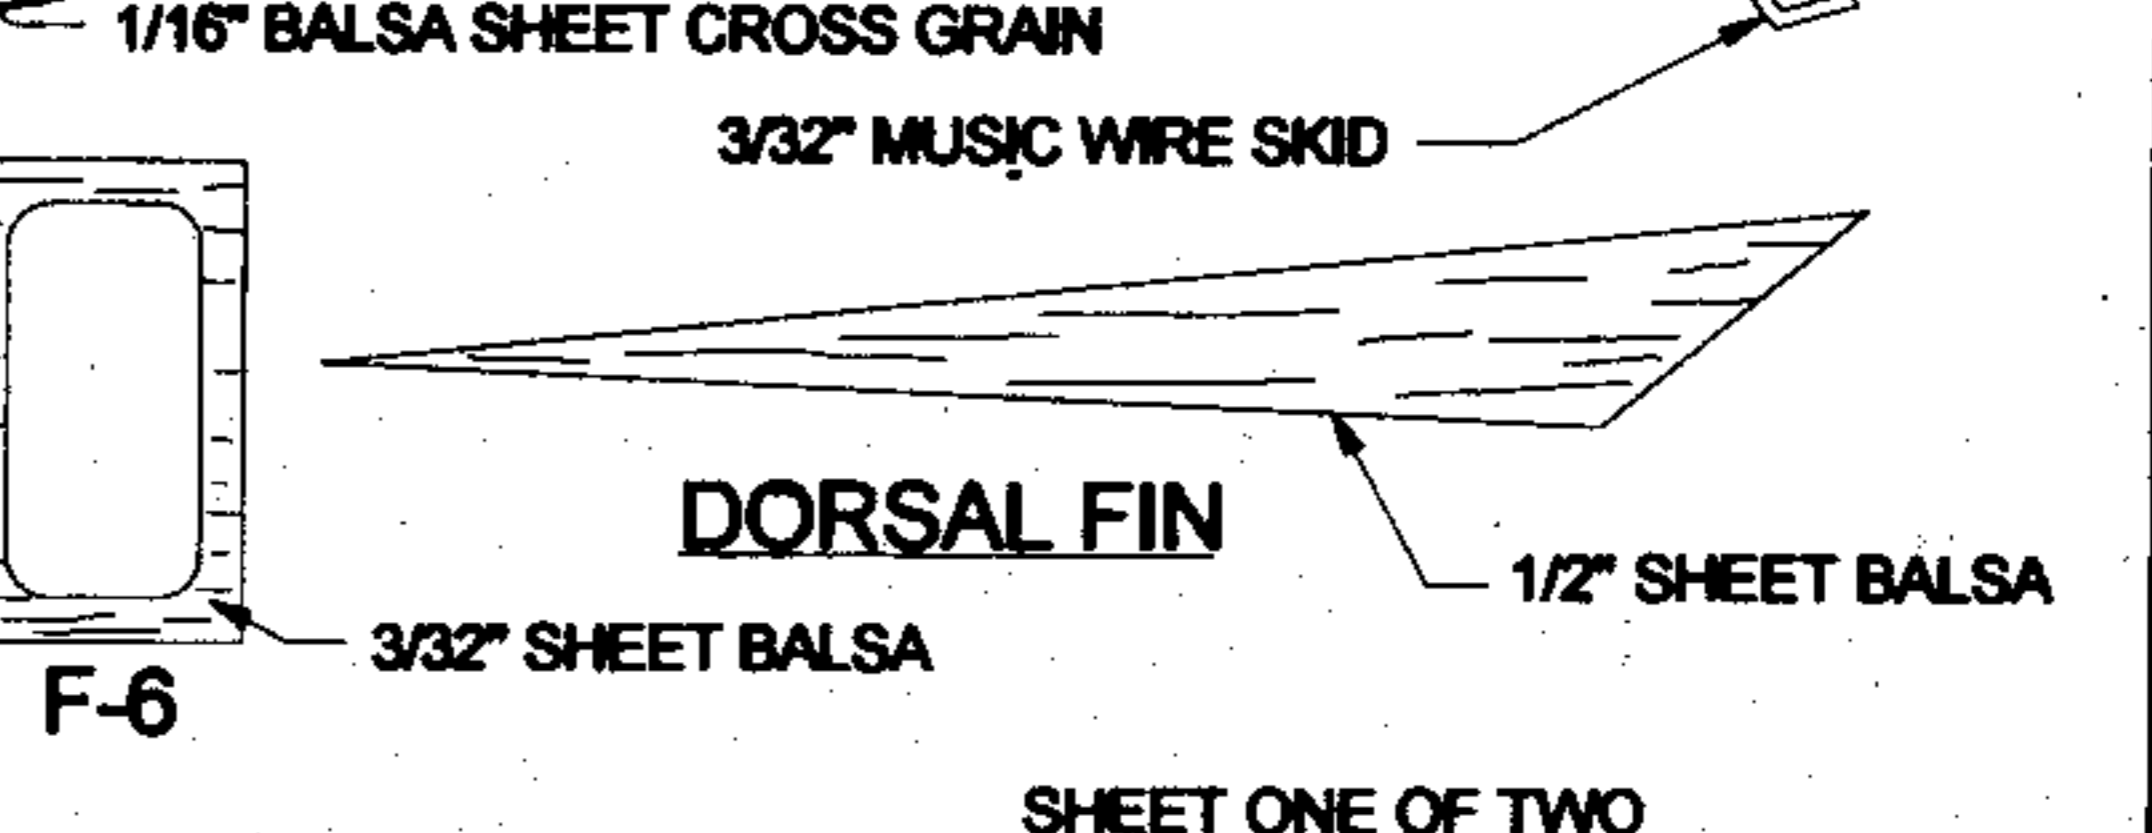 1/16" BALSA SHEET CROSS GRAIN
3/32" MUSIC WIRE SKID
DORSAL FIN
1/2" SHEET BALSA
3/32" SHEET BALSA
F-6
SHEET ONE OF TWO